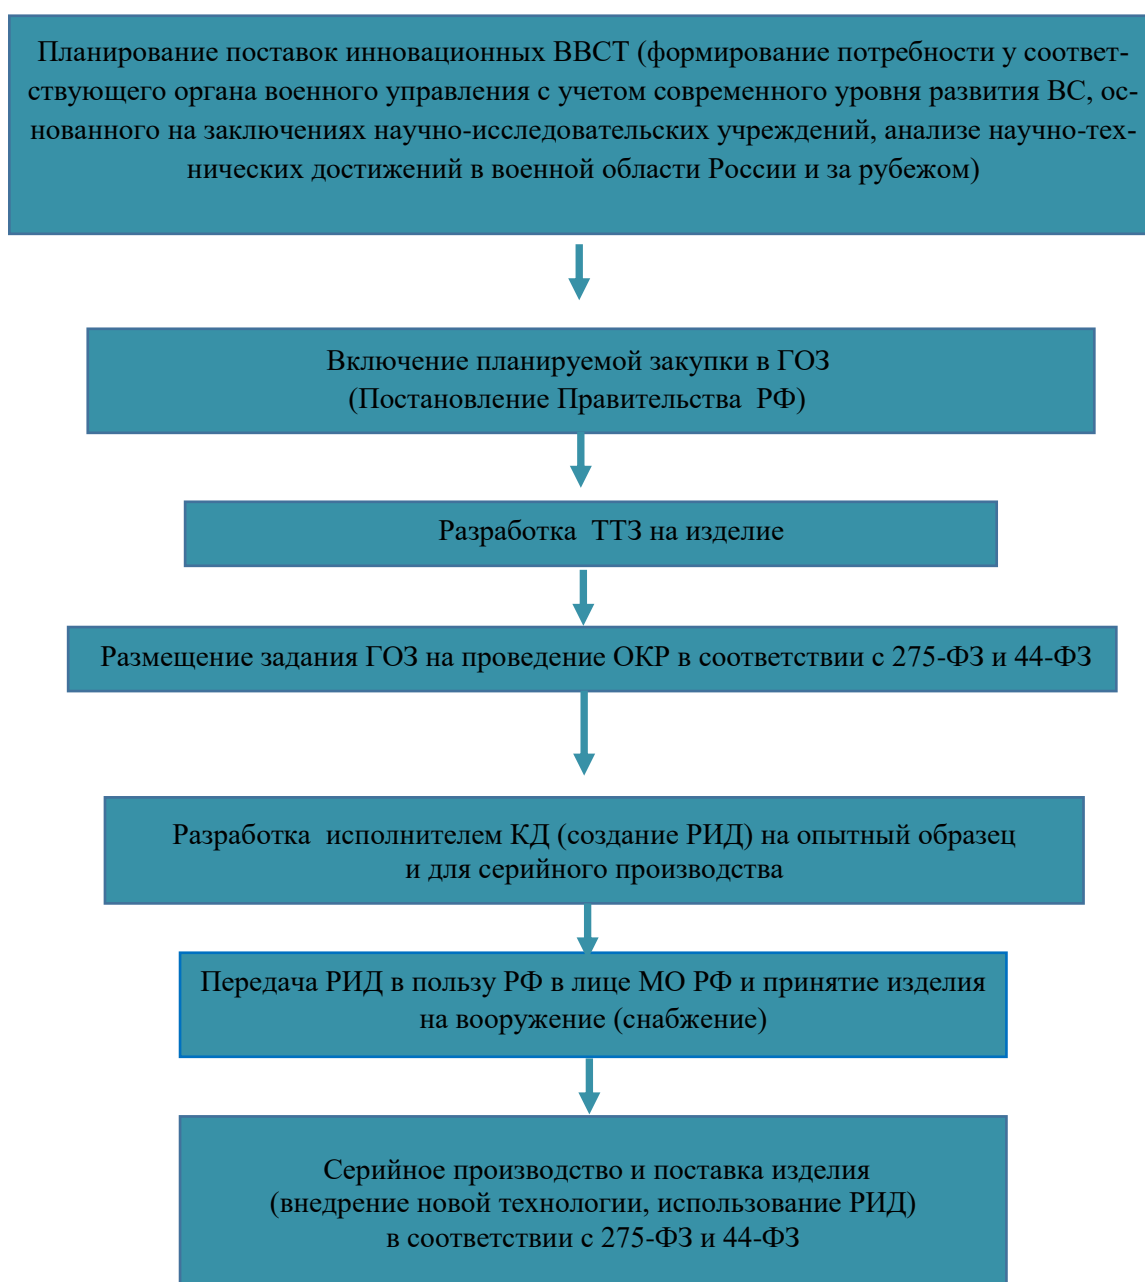 Планирование поставок инновационных ВВСТ (формирование потребности у соответ-
ствующего органа военного управления с учетом современного уровня развития ВС, ос-
нованного на заключениях научно-исследовательских учреждений, анализе научно-тех-
нических достижений в военной области России и за рубежом)
Включение планируемой закупки в ГОЗ
(Постановление Правительства РФ)
Разработка ТТЗ на изделие
Размещение задания ГОЗ на проведение ОКР в соответствии с 275-ФЗ и 44-ФЗ
Разработка исполнителем КД (создание РИД) на опытный образец
и для серийного производства
Передача РИД в пользу РФ в лице МО РФ и принятие изделия
на вооружение (снабжение)
Серийное производство и поставка изделия
(внедрение новой технологии, использование РИД)
в соответствии с 275-ФЗ и 44-ФЗ